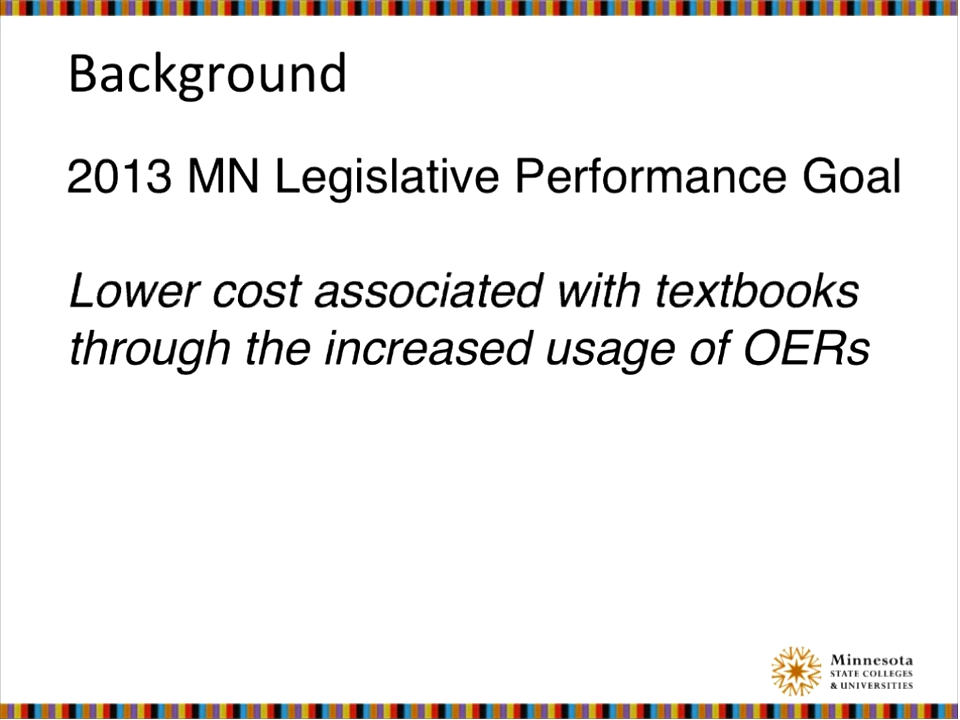 Background
2013 MN Legislative Performance Goal
Lower cost associated with textbooks
through the increased usage of OERs
Minnesota
STATE COLLEGES
& UNIVERSITIES